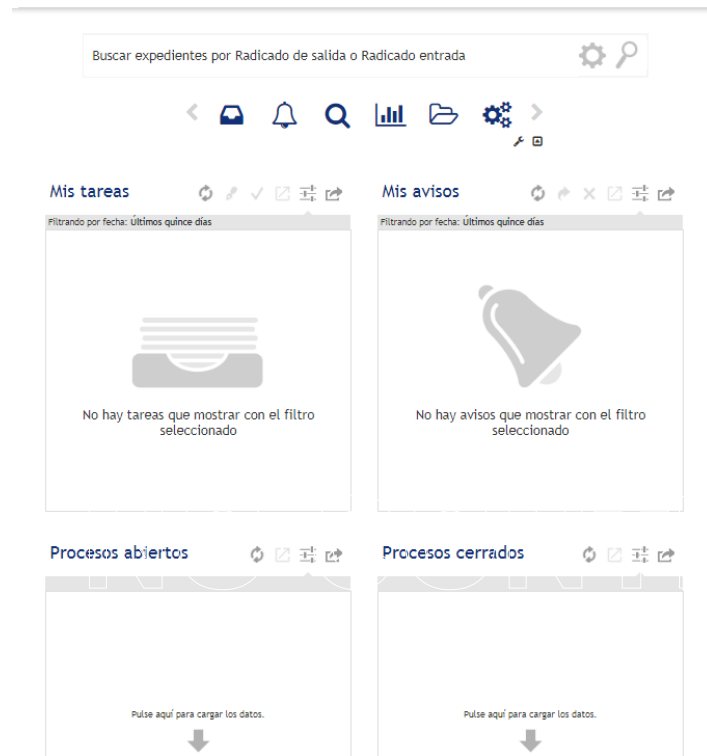 Buscar expedientes por Radicado de salida o Radicado entrada
Mis tareas
Filtrando por fecha: Últimos quince días
No hay tareas que mostrar con el filtro
seleccionado
Mis avisos
Filtrando por fecha: Últimos quince días
No hay avisos que mostrar con el filtro
seleccionado
Procesos abiertos
Pulse aquí para cargar los datos.
Procesos cerrados
Pulse aquí para cargar los datos.